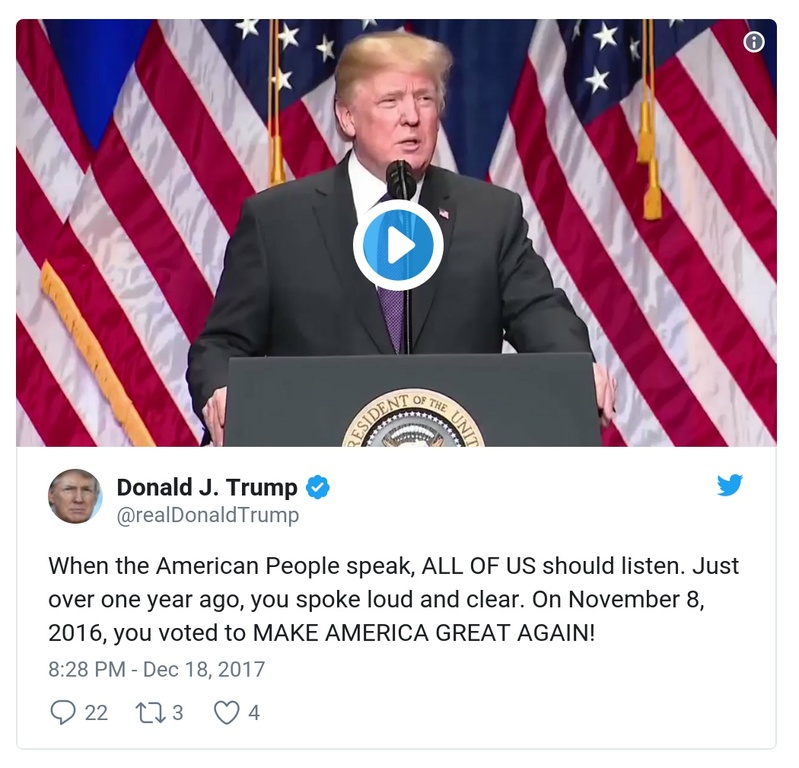 RESIDENT OF THE UNIT
Donald J. Trump
@realDonaldTrump
When the American People speak, ALL OF US should listen. Just
over one year ago, you spoke loud and clear. On November 8,
2016, you voted to MAKE AMERICA GREAT AGAIN!
8:28 PM - Dec 18, 2017
22 3 4